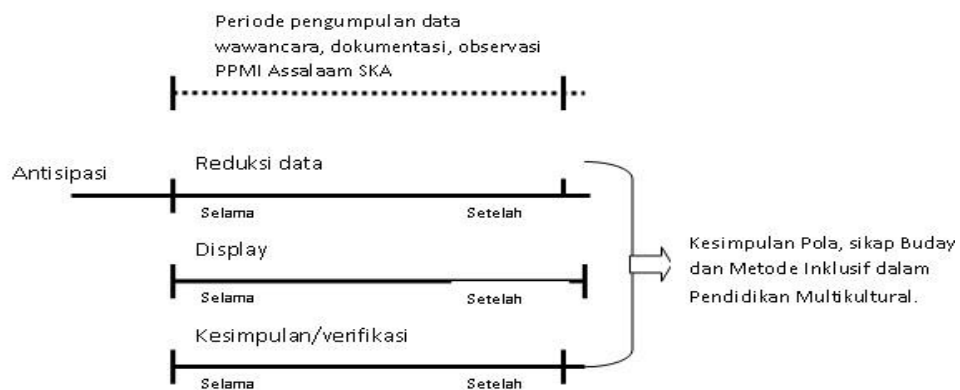 Periode pengumpulan data
wawancara, dokumentasi, observasi
PPMI Assalaam SKA
Antisipasi
Reduksi data
Selama Setelah
Display
Selama Setelah
Kesimpulan/verifikasi
Selama Setelah
Kesimpulan Pola, sikap Buday
dan Metode Inklusif dalam
Pendidikan Multikultural.